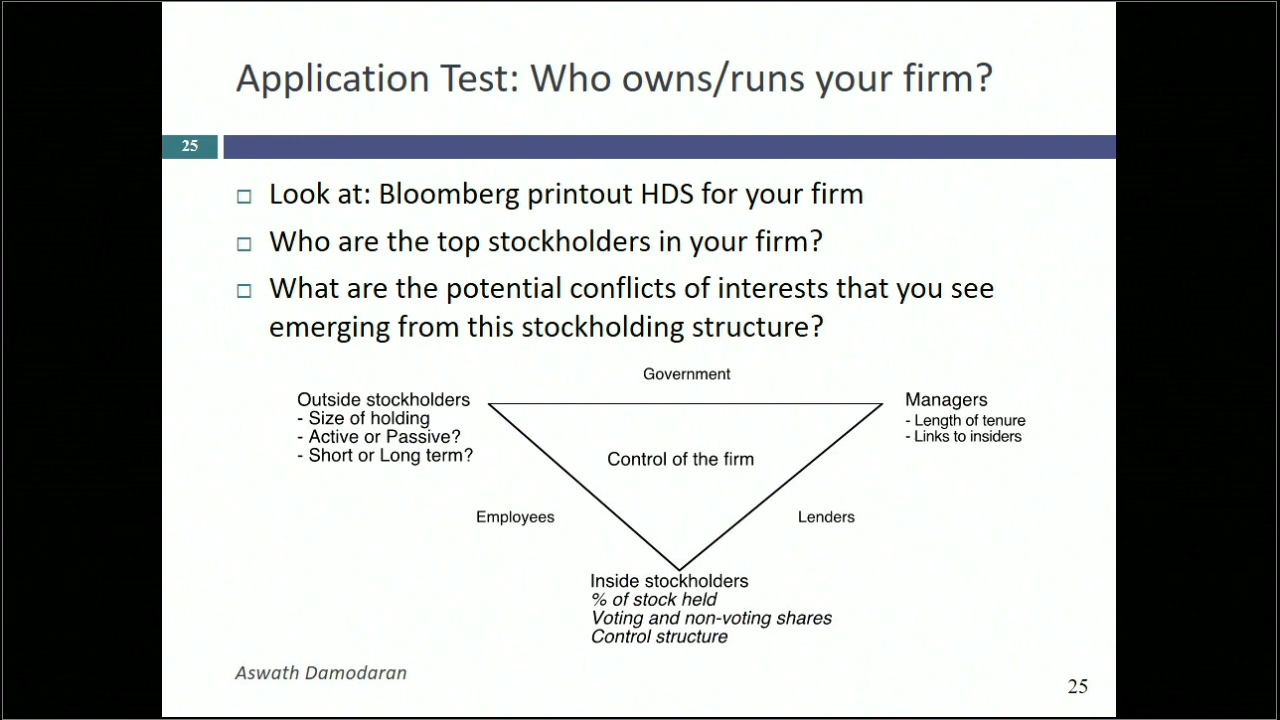 Application Test: Who owns/runs your firm?
25
Look at: Bloomberg printout HDS for your firm
Who are the top stockholders in your firm?
What are the potential conflicts of interests that you see
emerging from this stockholding structure?
Government
Outside stockholders
- Size of holding
- Active or Passive?
- Short or Long term?
Managers
- Length of tenure
- Links to insiders
Control of the firm
Employees
Lenders
Inside stockholders
% of stock held
Voting and non-voting shares
Control structure
Aswath Damodaran
25